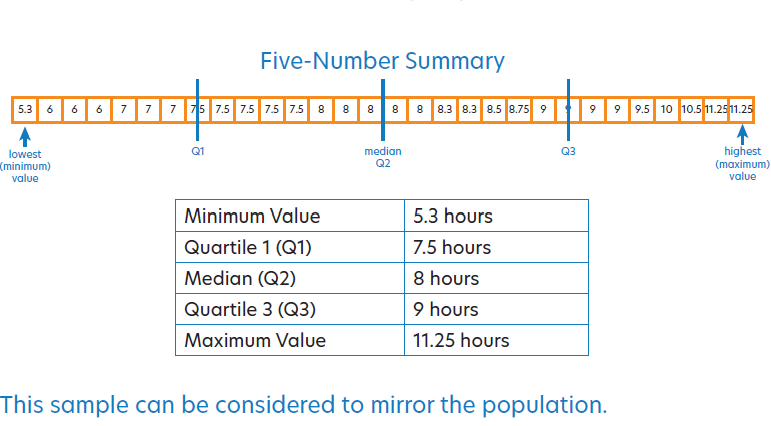 Five-Number Summary
5.3 6 6 6 7 7 7 7.5 7.5 7.5 7.5 7.5 8 8 8 8 8 8.3 8.3 8.5 8.75 9 9 9 9 9.5 10 10.5 11.25 11.25
lowest
(minimum)
value
Q1
median
Q2
Q3
highest
(maximum)
value
Minimum Value 5.3 hours
Quartile 1 (Q1) 7.5 hours
Median (Q2) 8 hours
Quartile 3 (Q3) 9 hours
Maximum Value 11.25 hours
This sample can be considered to mirror the population.